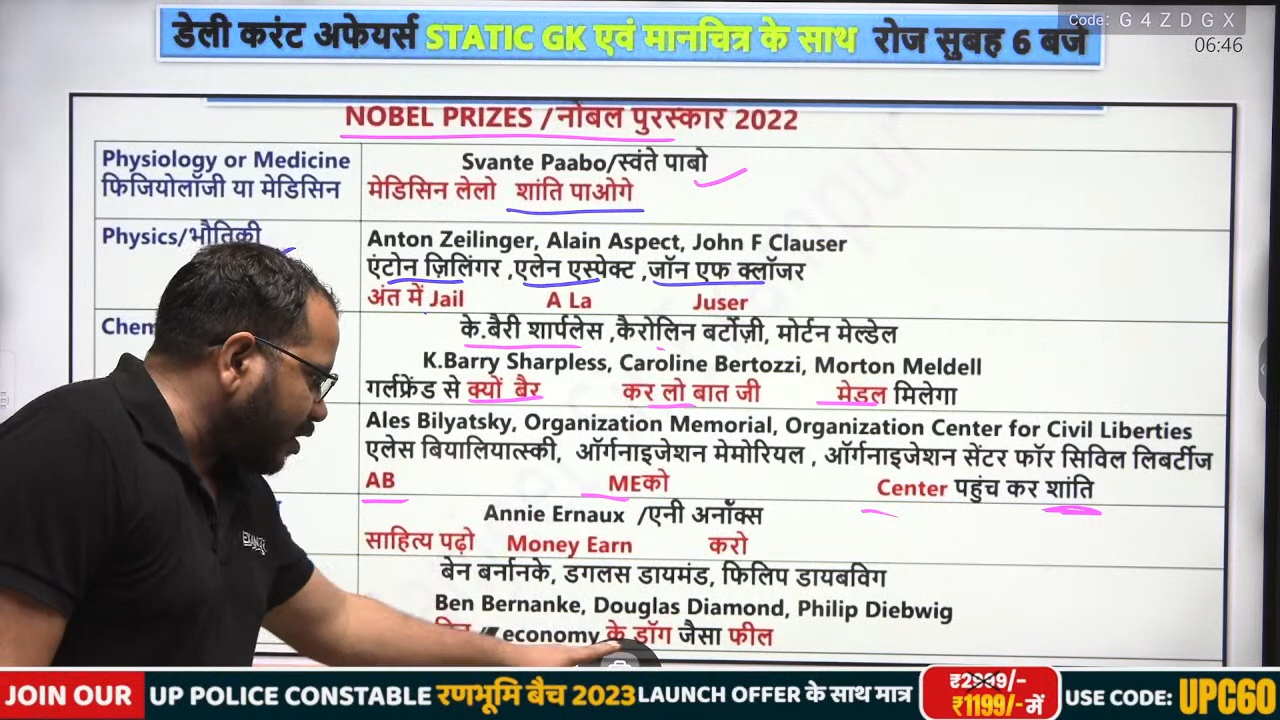 Code: G 4 Z D G X
डेली करंट अफेयर्स STATIC GK एवं मानचित्र के साथ रोज सुबह 6 बजे
06:46
NOBEL PRIZES /नोबल पुरस्कार 2022
Physiology or Medicine
फिजियोलॉजी या मेडिसिन
Svante Paabo/स्वंते पाबो
मेडिसिन लेलो शांति पाओगे
Physics/भौतिकी
Anton Zeilinger, Alain Aspect, John F Clauser
एंटोन ज़िलिंगर ,एलेन एस्पेक्ट ,जॉन एफ क्लॉजर
अंत में Jail A La Juser
Chem
के.बैरी शार्पलेस ,कैरोलिन बर्टोज़ी, मोर्टन मेल्डेल
K.Barry Sharpless, Caroline Bertozzi, Morton Meldell
गर्लफ्रेंड से क्यों बैर कर लो बात जी मेडल मिलेगा
Ales Bilyatsky, Organization Memorial, Organization Center for Civil Liberties
एलेस बियालियात्स्की, ऑर्गनाइजेशन मेमोरियल , ऑर्गनाइजेशन सेंटर फॉर सिविल लिबर्टीज
AB MEको Center पहुंच कर शांति
Annie Ernaux /एनी अर्नाक्स
साहित्य पढ़ो Money Earn करो
बेन बर्नानके, डगलस डायमंड, फिलिप डायबविग
Ben Bernanke, Douglas Diamond, Philip Diebwig
economy के डॉग जैसा फील
JOIN OUR UP POLICE CONSTABLE रणभूमि बैच 2023 LAUNCH OFFER के साथ मात्र ₹2999/- ₹1199/- में USE CODE: UPC60